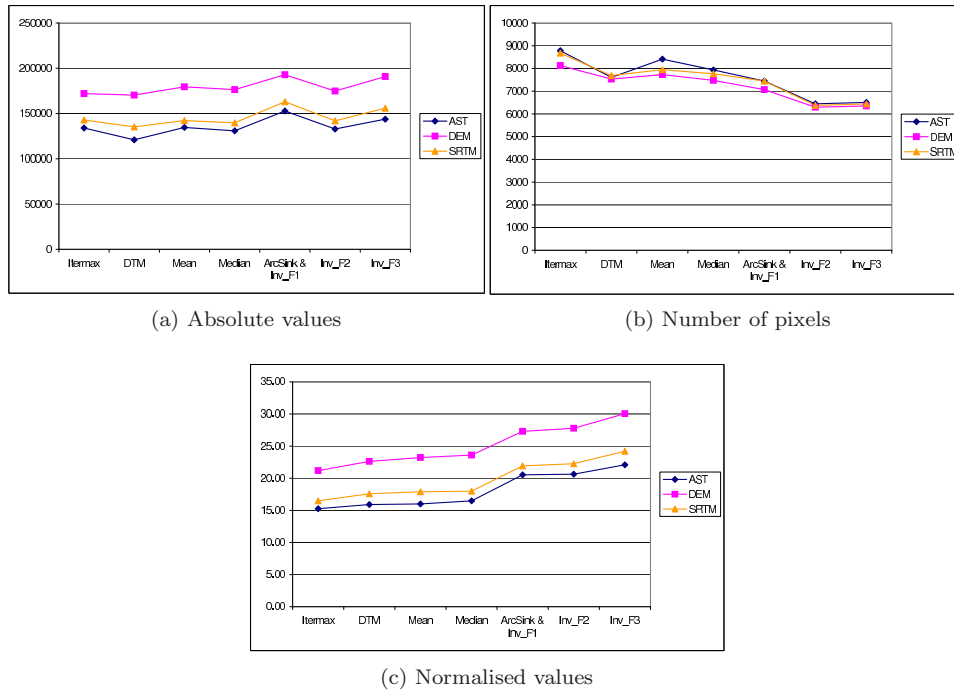 250000
200000
150000
100000
50000
0
Itermax
DTM
Mean
Median
ArcSink &
Inv_F1
Inv_F2
Inv_F3
AST
DEM
SRTM
(a) Absolute values
10000
9000
8000
7000
6000
5000
4000
3000
2000
1000
0
Itermax
DTM
Mean
Median
ArcSink &
Inv_F1
Inv_F2
Inv_F3
AST
DEM
SRTM
(b) Number of pixels
35.00
30.00
25.00
20.00
15.00
10.00
5.00
0.00
Itermax
DTM
Mean
Median
ArcSink &
Inv_F1
Inv_F2
Inv_F3
AST
DEM
SRTM
(c) Normalised values